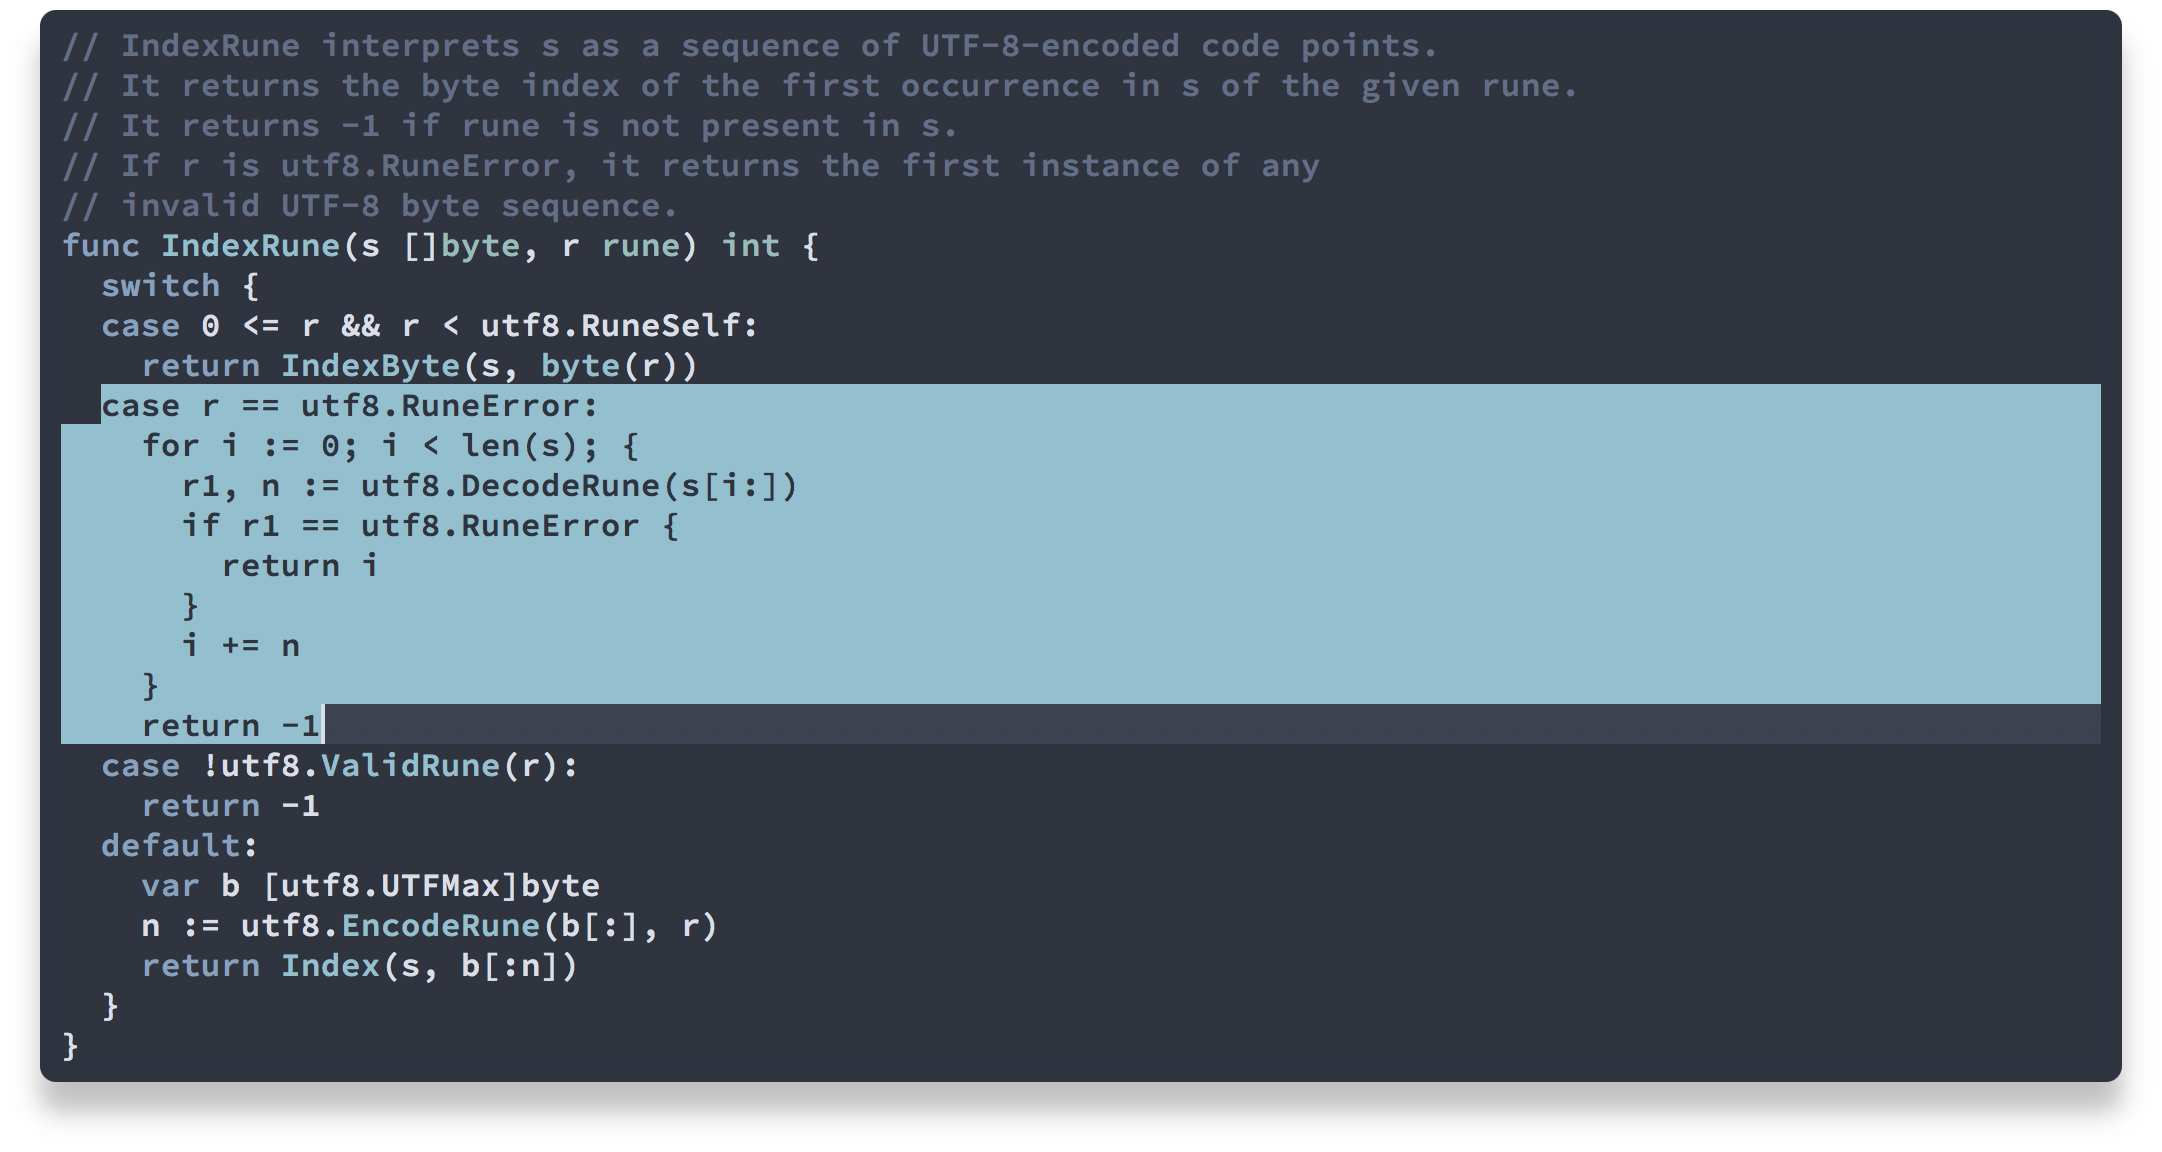 // IndexRune interprets s as a sequence of UTF-8-encoded code points.
// It returns the byte index of the first occurrence in s of the given rune.
// It returns -1 if rune is not present in s.
// If r is utf8.RuneError, it returns the first instance of any
// invalid UTF-8 byte sequence.
func IndexRune(s []byte, r rune) int {
  switch {
  case 0 <= r && r < utf8.RuneSelf:
    return IndexByte(s, byte(r))
  case r == utf8.RuneError:
    for i := 0; i < len(s); {
      r1, n := utf8.DecodeRune(s[i:])
      if r1 == utf8.RuneError {
        return i
      }
      i += n
    }
    return -1
  case !utf8.ValidRune(r):
    return -1
  default:
    var b [utf8.UTFMax]byte
    n := utf8.EncodeRune(b[:], r)
    return Index(s, b[:n])
  }
}